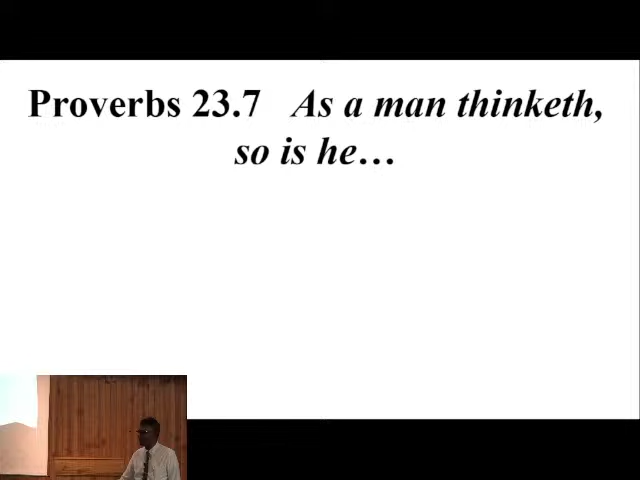 Proverbs 23.7 As a man thinketh,
so is he…